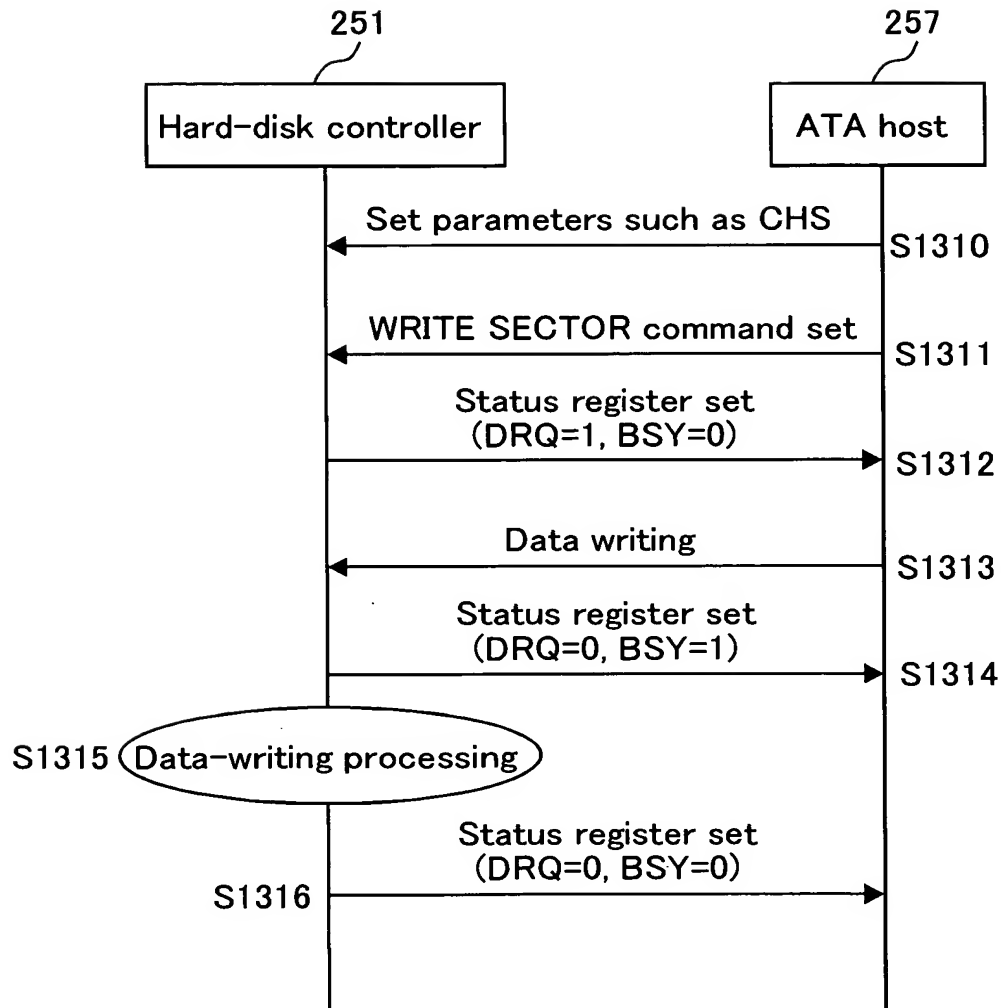 251
257
Hard-disk controller
ATA host
Set parameters such as CHS
S1310
WRITE SECTOR command set
S1311
Status register set
(DRQ=1, BSY=0)
S1312
Data writing
S1313
Status register set
(DRQ=0, BSY=1)
S1314
S1315
Data-writing processing
Status register set
(DRQ=0, BSY=0)
S1316